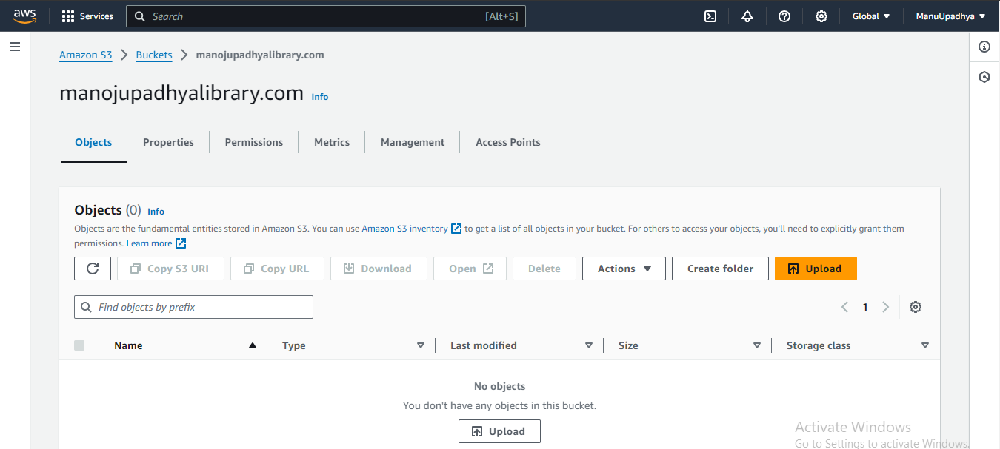 aws Services Search [Alt+S] Global ManuUpadhya
Amazon S3 Buckets manojupadhyalibrary.com
manojupadhyalibrary.com Info
Objects Properties Permissions Metrics Management Access Points
Objects (0) Info
Objects are the fundamental entities stored in Amazon S3. You can use Amazon S3 inventory to get a list of all objects in your bucket. For others to access your objects, you'll need to explicitly grant them
permissions. Learn more
Copy S3 URI Copy URL Download Open Delete Actions Create folder Upload
Find objects by prefix 1
Name Type Last modified Size Storage class
No objects
You don't have any objects in this bucket.
Upload
Activate Windows
Go to Settings to activate Windows.